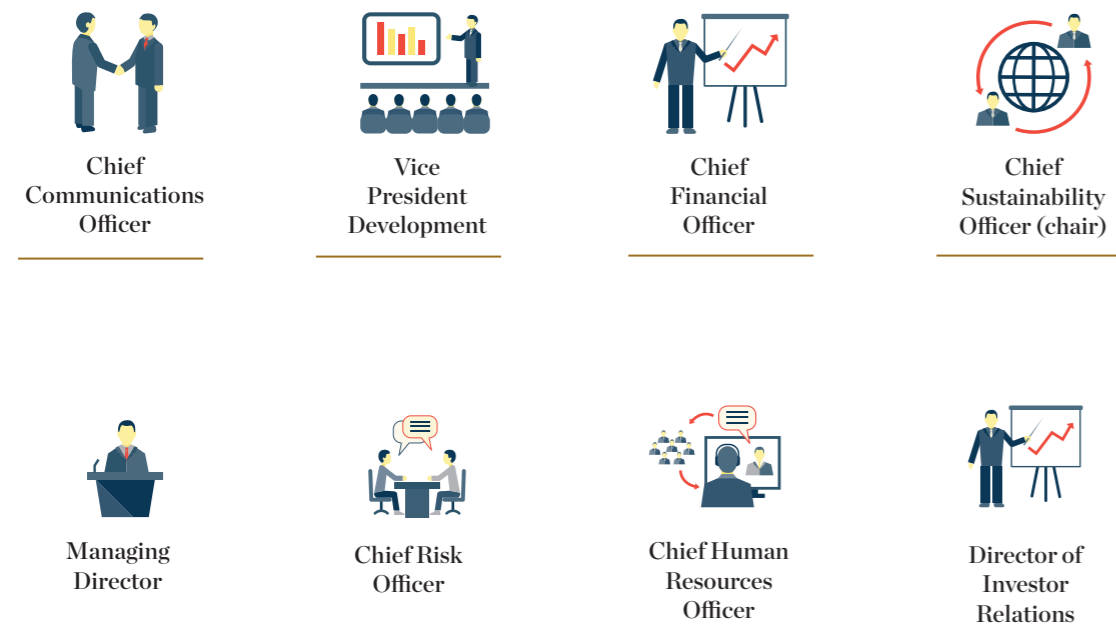 Chief
Communications
Officer
Vice
President
Development
Chief
Financial
Officer
Chief
Sustainability
Officer (chair)
Managing
Director
Chief Risk
Officer
Chief Human
Resources
Officer
Director of
Investor
Relations